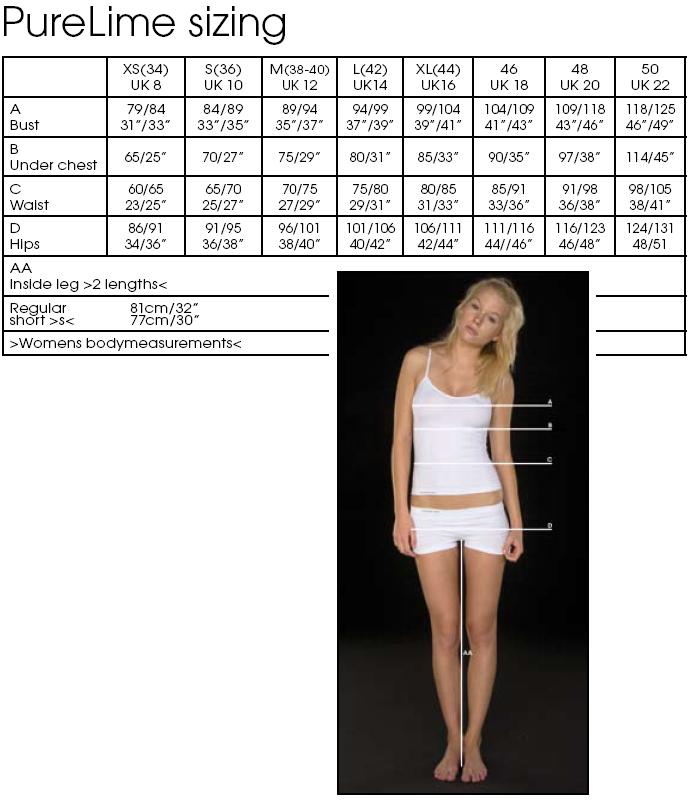 PureLime sizing
XS(34) S(36) M(38-40) L(42) XL(44) 46 48 50
UK 8 UK 10 UK 12 UK14 UK16 UK 18 UK 20 UK 22
A 79/84 84/89 89/94 94/99 99/104 104/109 109/118 118/125
Bust 31"/33" 33"/35" 35"/37" 37"/39" 39"/41" 41"/43" 43"/46" 46"/49"
B
Under chest 65/25" 70/27" 75/29" 80/31" 85/33" 90/35" 97/38" 114/45"
C 60/65 65/70 70/75 75/80 80/85 85/91 91/98 98/105
Waist 23/25" 25/27" 27/29" 29/31" 31/33" 33/36" 36/38" 38/41"
D 86/91 91/95 96/101 101/106 106/111 111/116 116/123 124/131
Hips 34/36" 36/38" 38/40" 40/42" 42/44" 44//46" 46/48" 48/51
AA
Inside leg >2 lengths<
Regular 81cm/32"
short >s< 77cm/30"
>Womens bodymeasurements<
A
B
C
D
AA